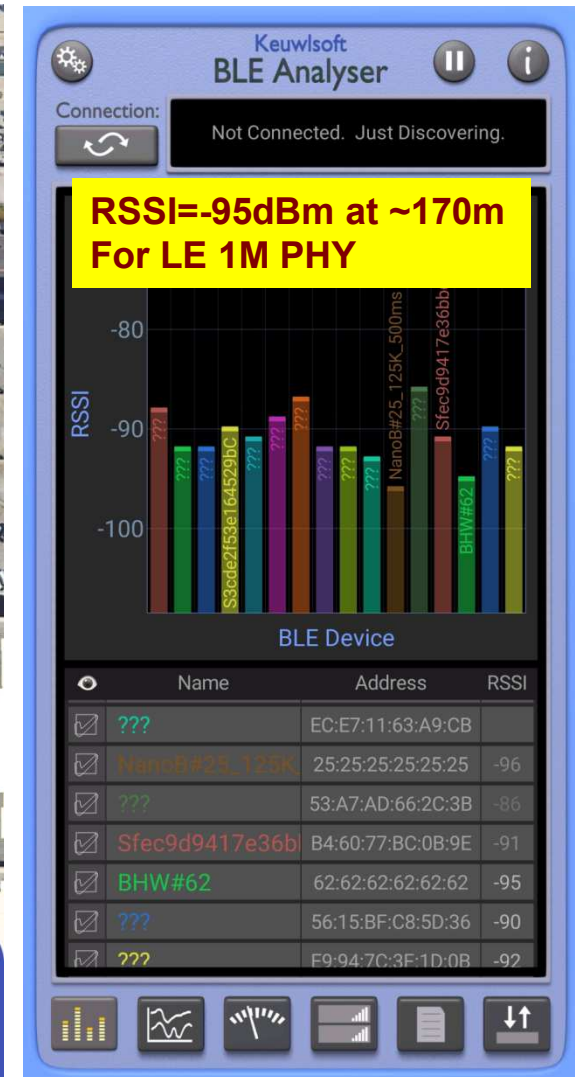 Keuwlsoft
BLE Analyser
Connection:
Not Connected. Just Discovering.
RSSI=-95dBm at ~170m
For LE 1M PHY
RSSI
-80
-90
-100
???
???
???
S3cde2f53e164529bC
???
???
???
???
???
???
NanoB#25_125K_500ms
???
Sfec9d9417e36bb
BHW#62
???
???
BLE Device
Name Address RSSI
??? EC:E7:11:63:A9:CB
NanoB#25_125K_ 25:25:25:25:25:25 -96
??? 53:A7:AD:66:2C:3B -86
Sfec9d9417e36bl B4:60:77:BC:0B:9E -91
BHW#62 62:62:62:62:62:62 -95
??? 56:15:BF:C8:5D:36 -90
??? F9:94:7C:3F:1D:0B -92